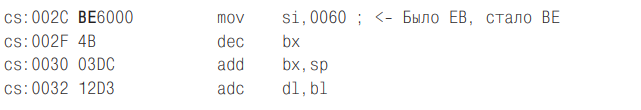 cs:002C BE6000 mov si,0060 ; <- Было EB, стало BE
cs:002F 4B dec bx
cs:0030 03DC add bx,sp
cs:0032 12D3 adc dl,bl